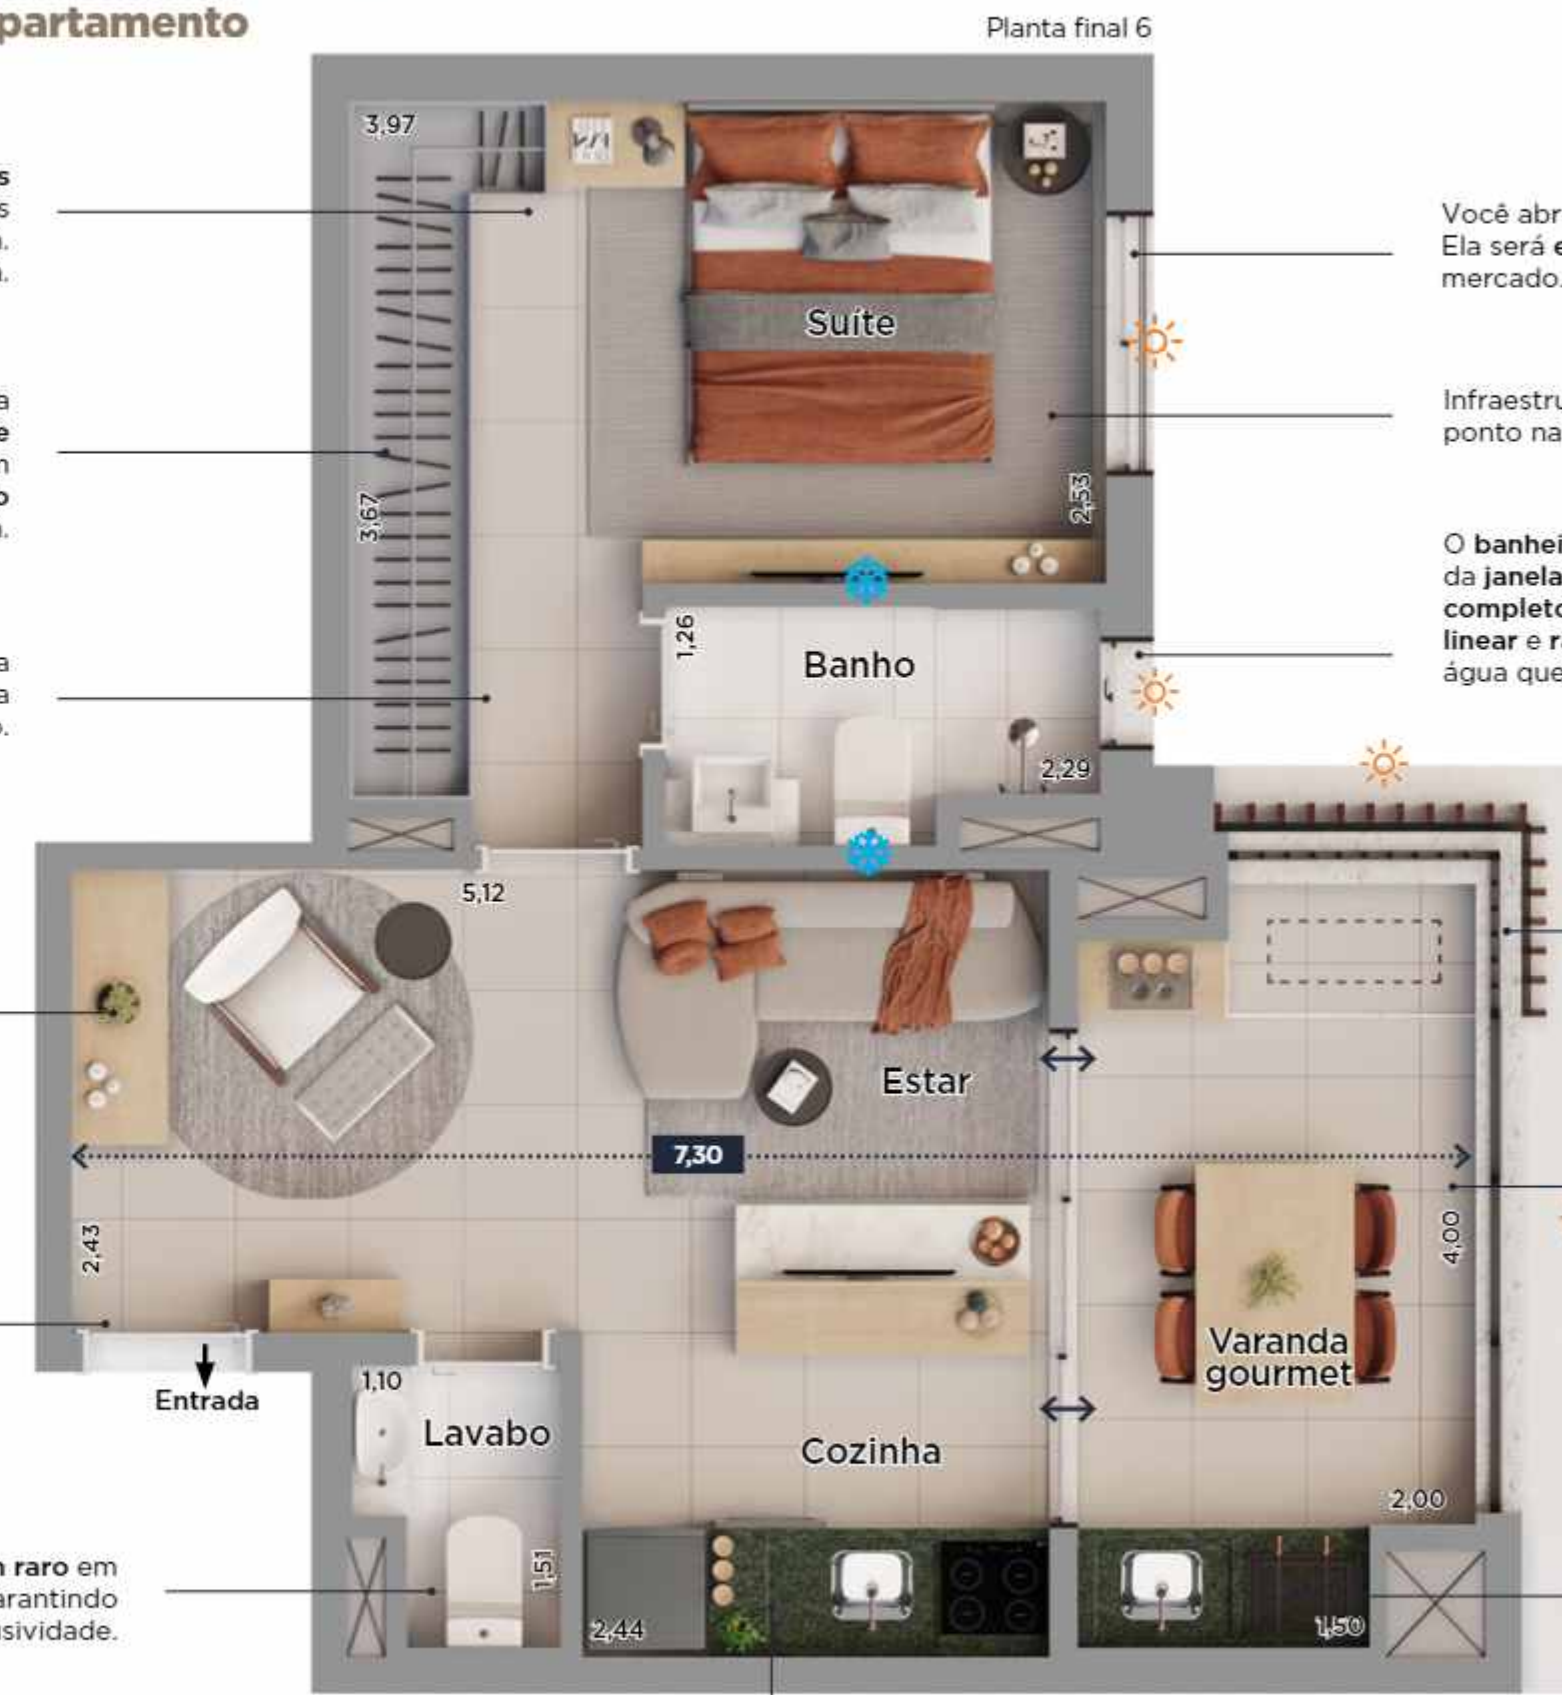 partamento
Planta final 6
s
s
.
.
a
e
n
o
.
a
a
.
3,97
3,67
Suíte
2,53
Você abr
Ela será e
mercado.
Infraestru
ponto na
O banhei
da janela
completo
linear e r
água que
1,26
Banho
2,29
5,12
Estar
7,30
2,43
4,00
Varanda
gourmet
Entrada
1,10
Lavabo
Cozinha
2,00
1,51
2,44
1,50
n raro em
arantindo
usividade.